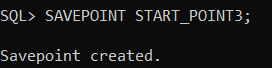 SQL> SAVEPOINT START_POINT3;
Savepoint created.